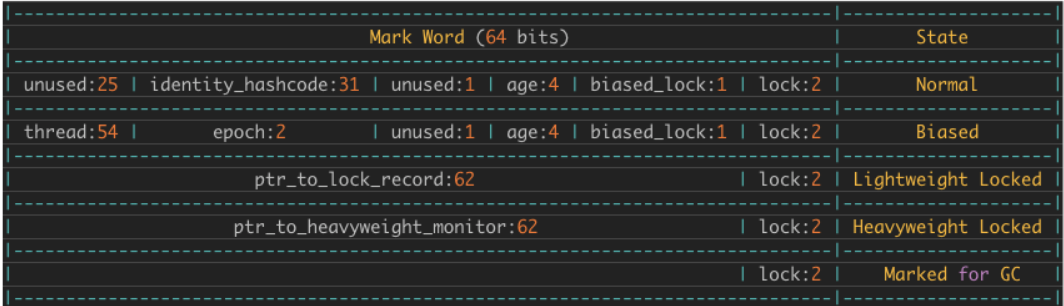 |-----------------------------------------------------------------------------|--------------------|
| Mark Word (64 bits) | State |
|-----------------------------------------------------------------------------|--------------------|
| unused:25 | identity_hashcode:31 | unused:1 | age:4 | biased_lock:1 | lock:2 | Normal |
|-----------------------------------------------------------------------------|--------------------|
| thread:54 | epoch:2 | unused:1 | age:4 | biased_lock:1 | lock:2 | Biased |
|-----------------------------------------------------------------------------|--------------------|
| ptr_to_lock_record:62 | lock:2 | Lightweight Locked |
|-----------------------------------------------------------------------------|--------------------|
| ptr_to_heavyweight_monitor:62 | lock:2 | Heavyweight Locked |
|-----------------------------------------------------------------------------|--------------------|
| | lock:2 | Marked for GC |
|-----------------------------------------------------------------------------|--------------------|